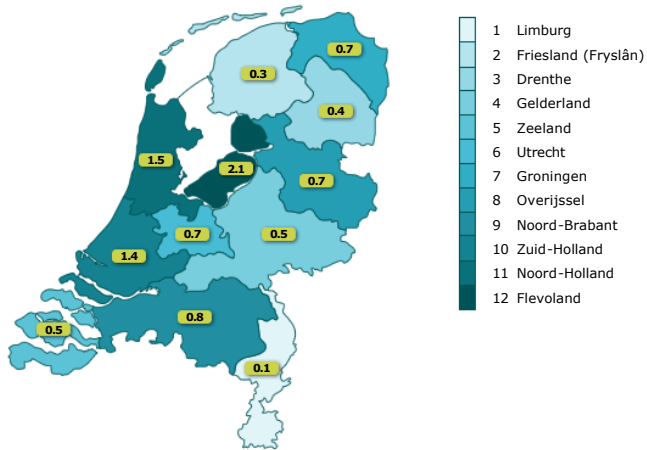 0.7
0.3
0.4
1.5
2.1
0.7
0.7
0.5
1.4
0.8
0.5
0.1
1 Limburg
2 Friesland (Fryslân)
3 Drenthe
4 Gelderland
5 Zeeland
6 Utrecht
7 Groningen
8 Overijssel
9 Noord-Brabant
10 Zuid-Holland
11 Noord-Holland
12 Flevoland